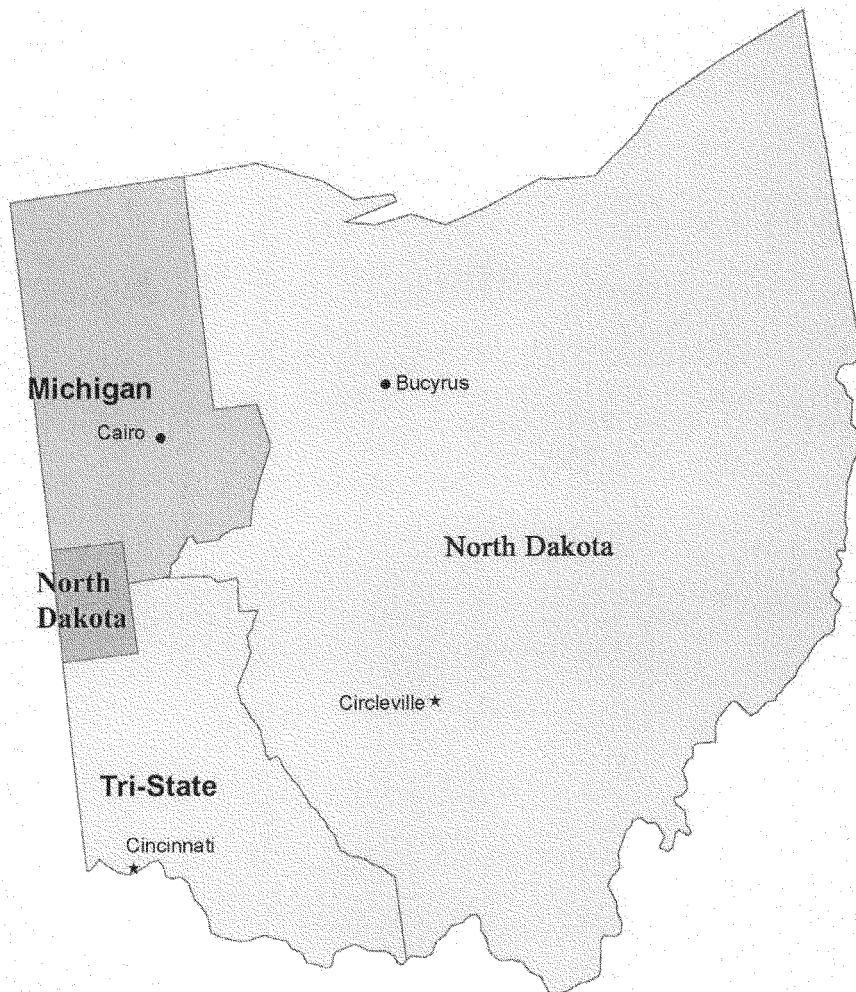 Michigan
Cairo
Bucyrus
North Dakota
North
Dakota
Circleville
Tri-State
Cincinnati